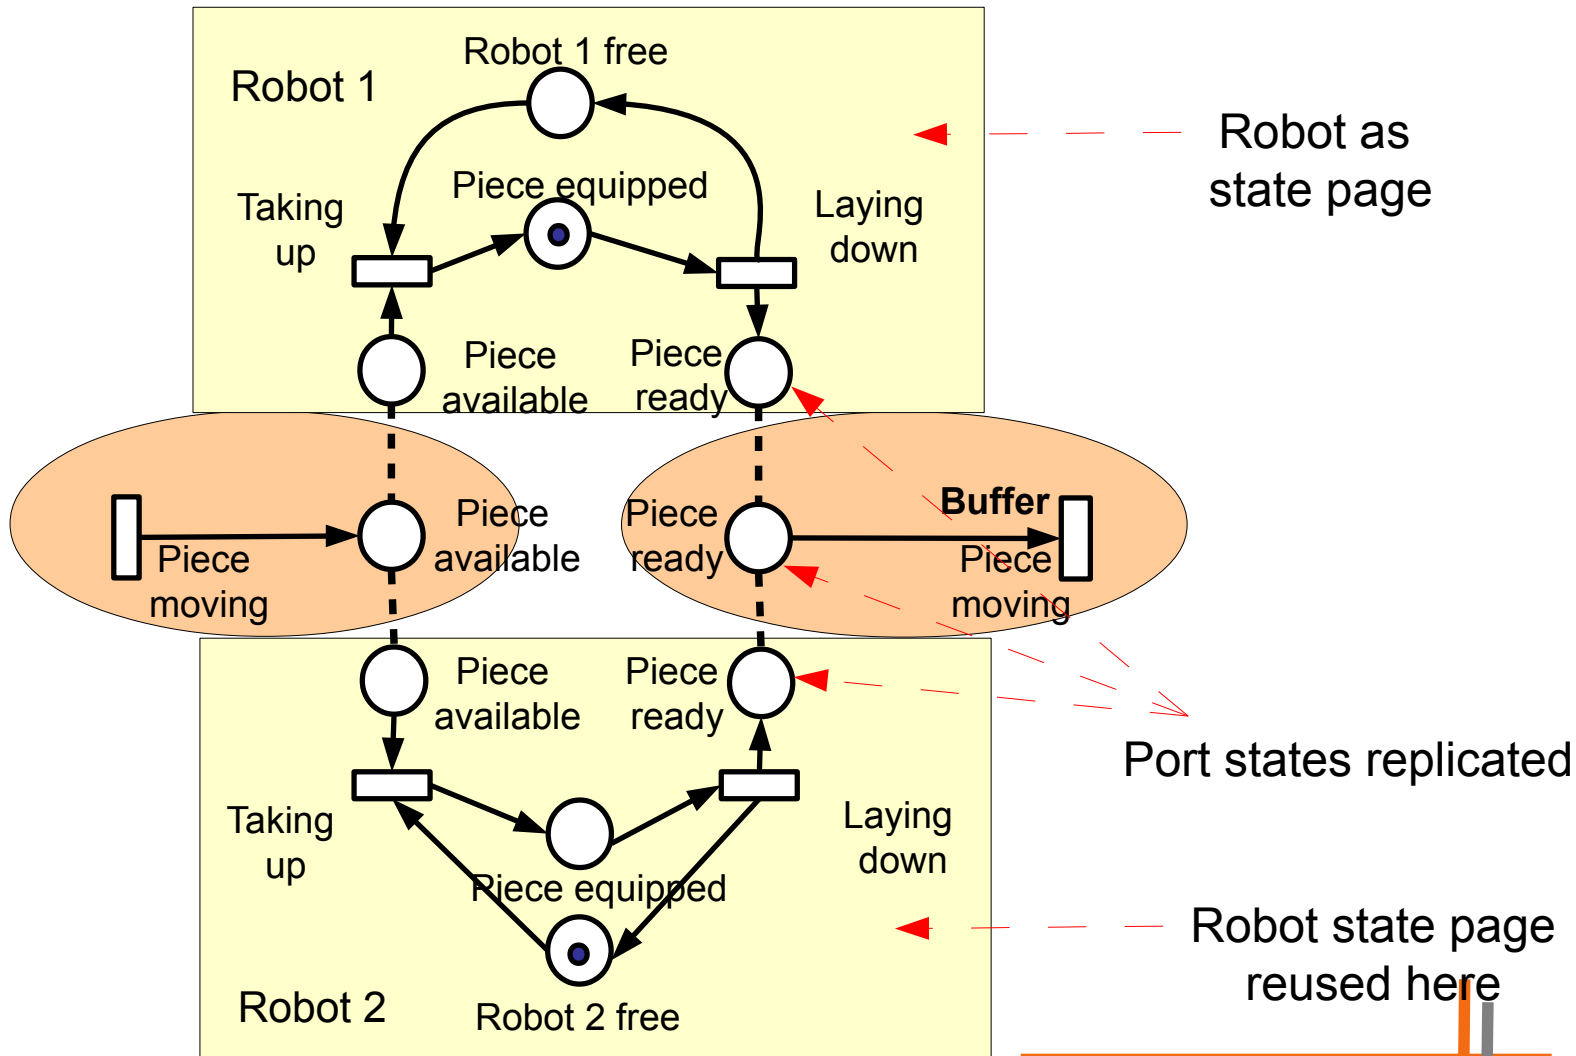 Robot 1 free
Robot 1
Robot as
state page
Piece equipped
Taking
up
Laying
down
Piece
available
Piece
ready
Buffer
Piece
available
Piece
ready
Piece
moving
Piece
moving
Piece
available
Piece
ready
Port states replicated
Taking
up
Laying
down
Piece equipped
Robot state page
reused here
Robot 2
Robot 2 free